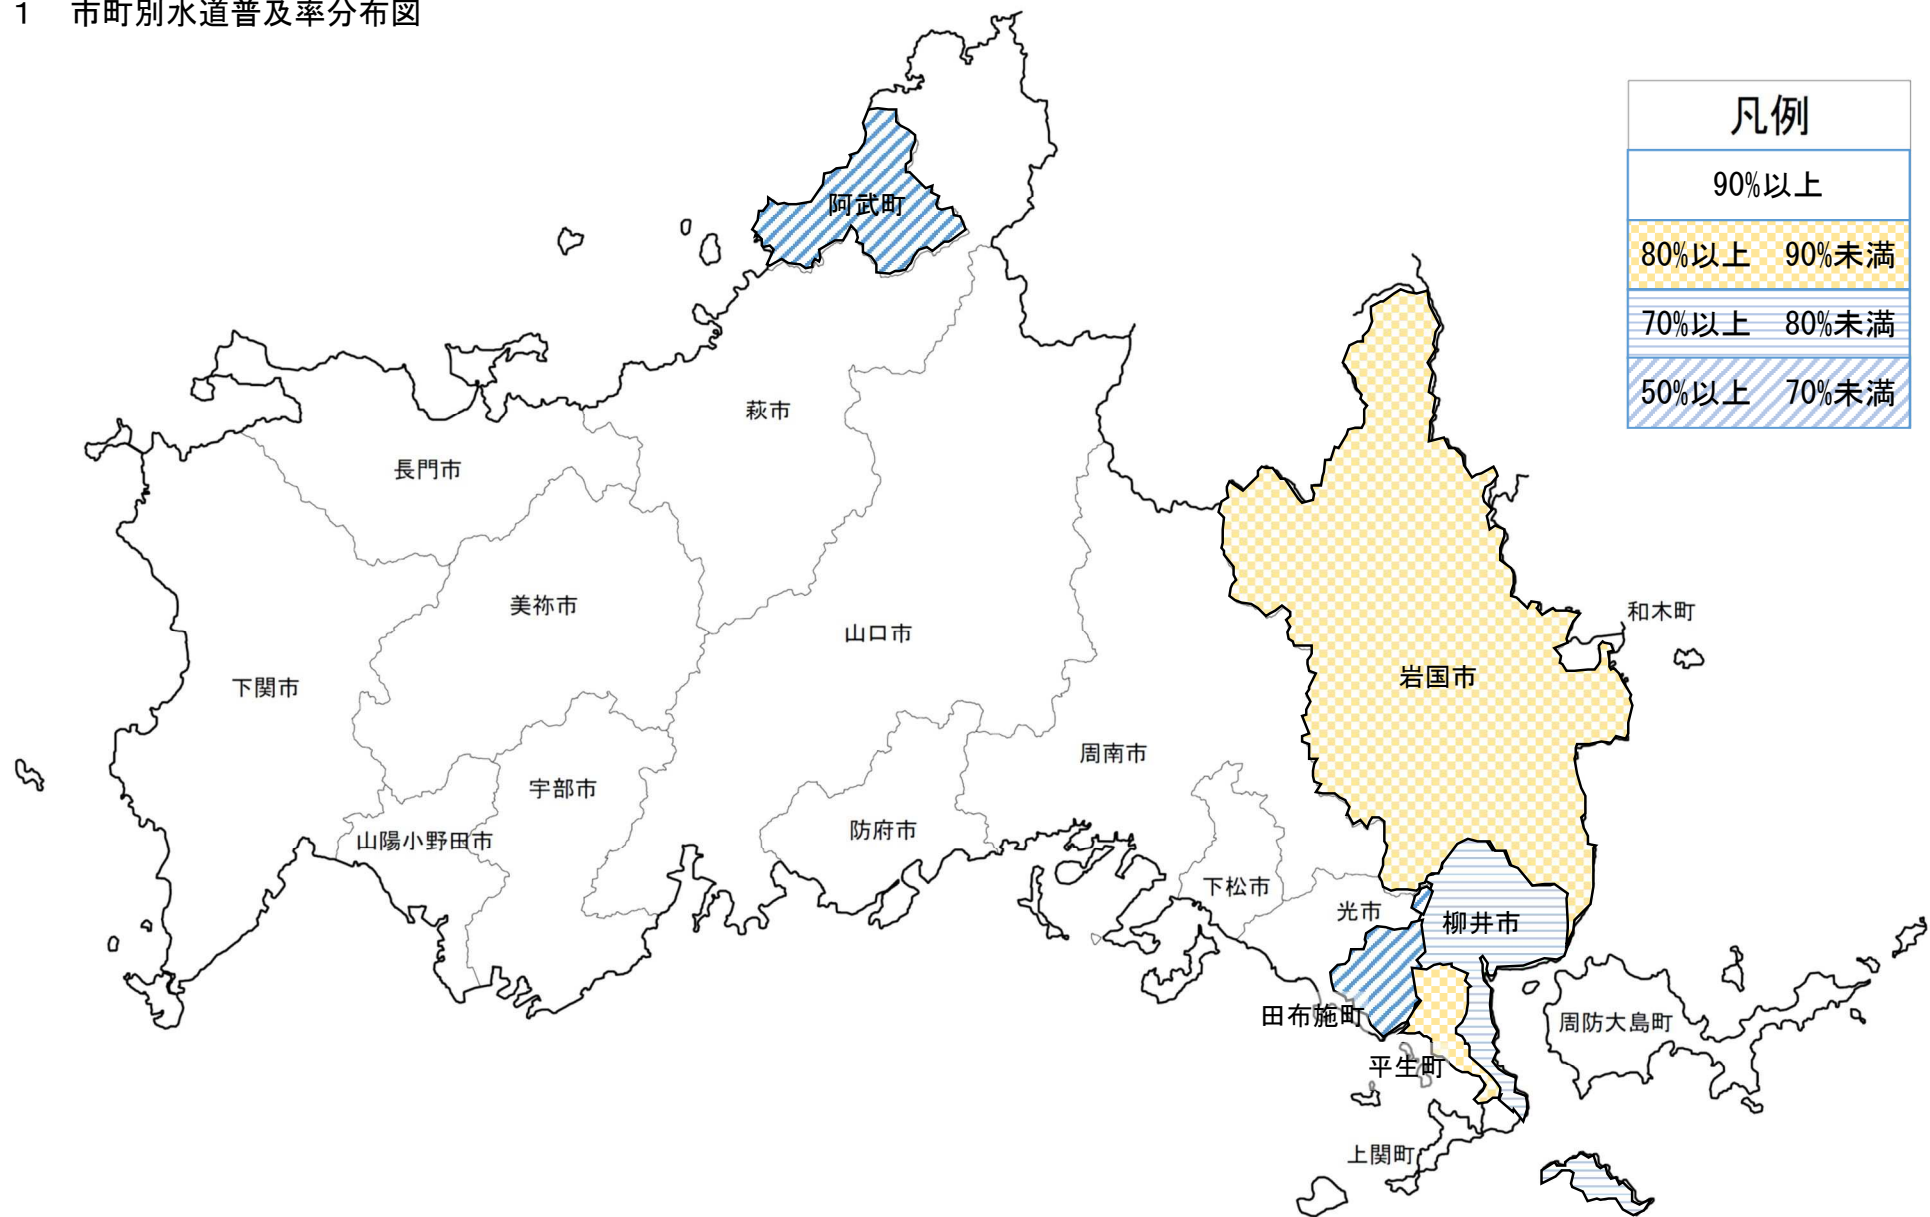 1 市町別水道普及率分布図
凡例
90%以上
80%以上 90%未満
70%以上 80%未満
50%以上 70%未満
阿武町
萩市
長門市
美祢市
山口市
和木町
下関市
岩国市
周南市
宇部市
防府市
山陽小野田市
下松市
光市
柳井市
田布施町
周防大島町
平生町
上関町